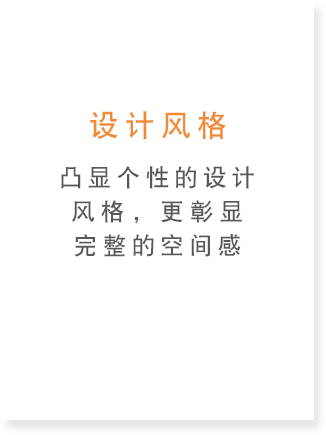 设计风格
凸显个性的设计
风格，更彰显
完整的空间感